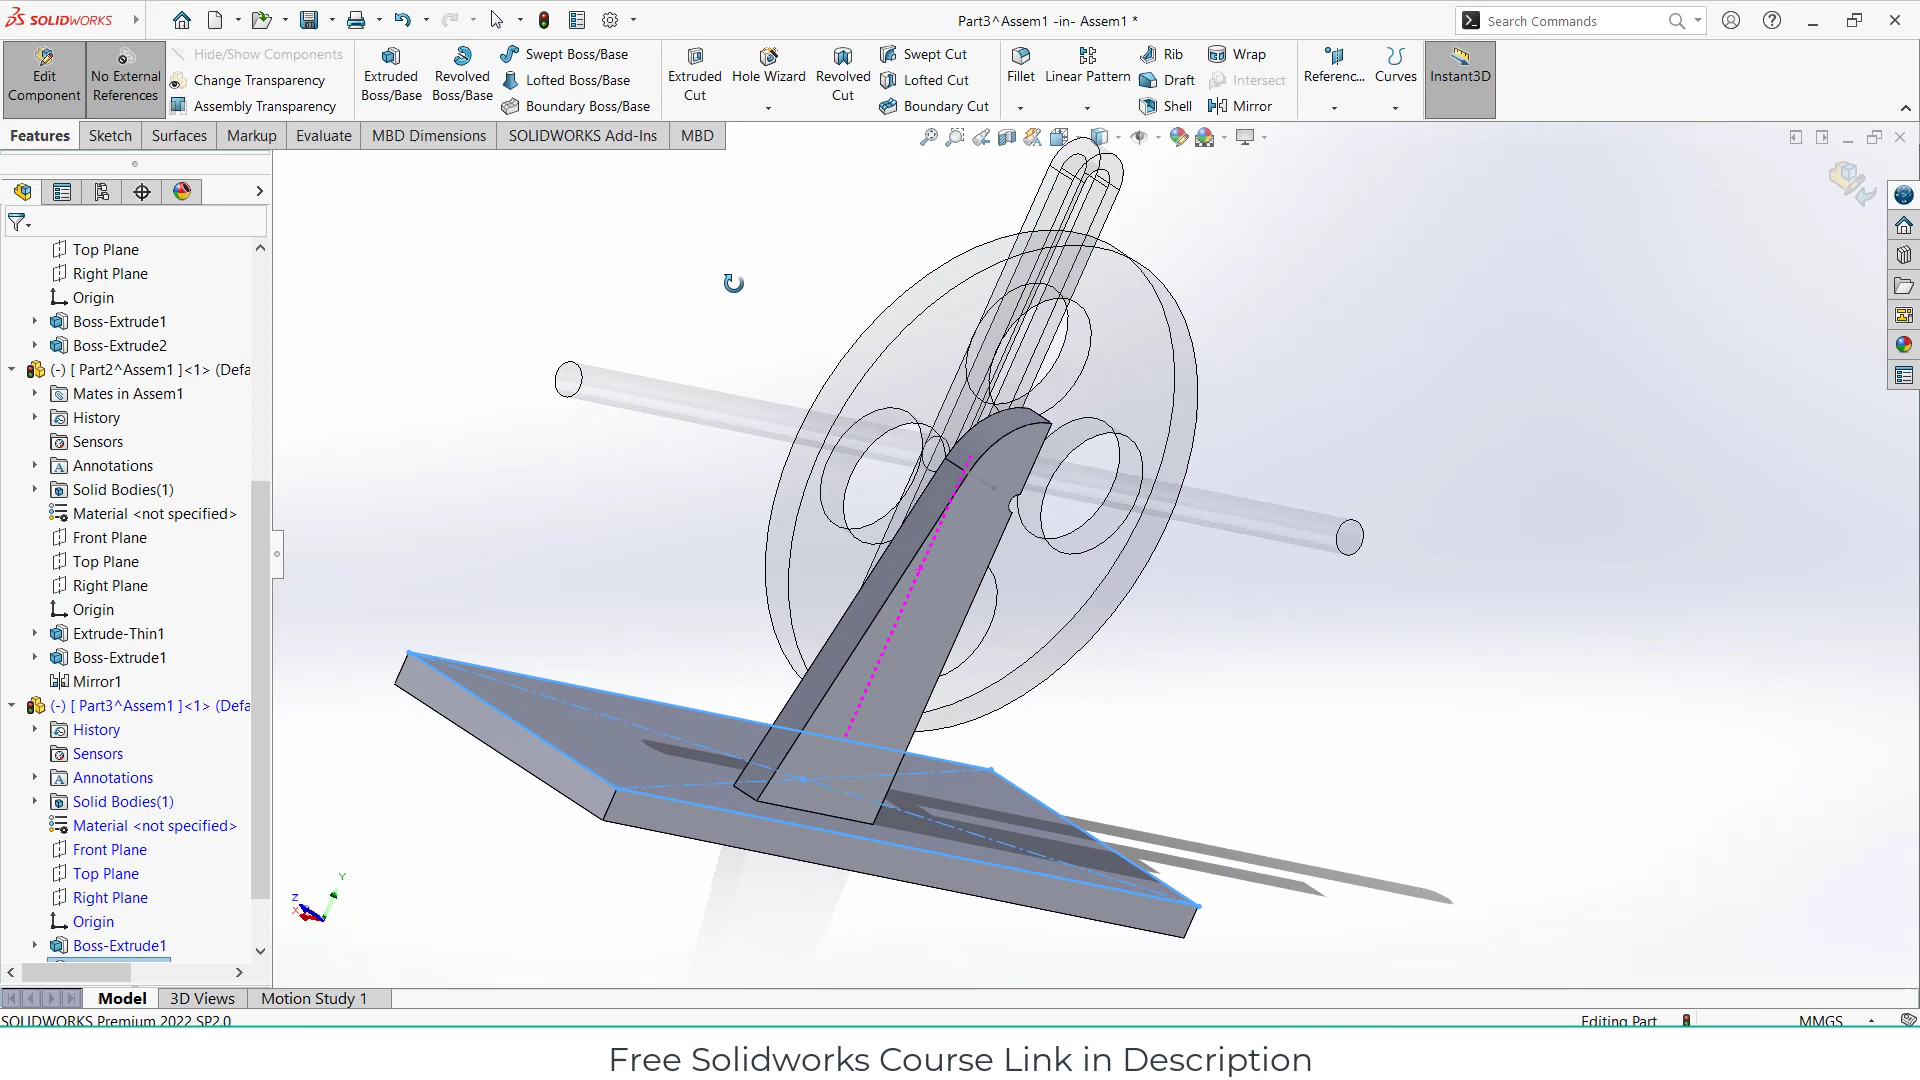 SOLIDWORKS
Part3^Assem1 -in- Assem1 *
Search Commands
Edit Component
No External References
Hide/Show Components
Change Transparency
Assembly Transparency
Extruded Boss/Base
Revolved Boss/Base
Swept Boss/Base
Lofted Boss/Base
Boundary Boss/Base
Extruded Cut
Hole Wizard
Revolved Cut
Swept Cut
Lofted Cut
Boundary Cut
Fillet
Linear Pattern
Rib
Draft
Shell
Wrap
Intersect
Mirror
Referenc...
Curves
Instant3D
Features
Sketch
Surfaces
Markup
Evaluate
MBD Dimensions
SOLIDWORKS Add-Ins
MBD
Top Plane
Right Plane
Origin
Boss-Extrude1
Boss-Extrude2
(-) [ Part2^Assem1 ]<1> (Defa
Mates in Assem1
History
Sensors
Annotations
Solid Bodies(1)
Material <not specified>
Front Plane
Top Plane
Right Plane
Origin
Extrude-Thin1
Boss-Extrude1
Mirror1
(-) [ Part3^Assem1 ]<1> (Defa
History
Sensors
Annotations
Solid Bodies(1)
Material <not specified>
Front Plane
Top Plane
Right Plane
Origin
Boss-Extrude1
Y
Z
X
Model
3D Views
Motion Study 1
SOLIDWORKS Premium 2022 SP2.0
Editing Part
MMGS
Free Solidworks Course Link in Description